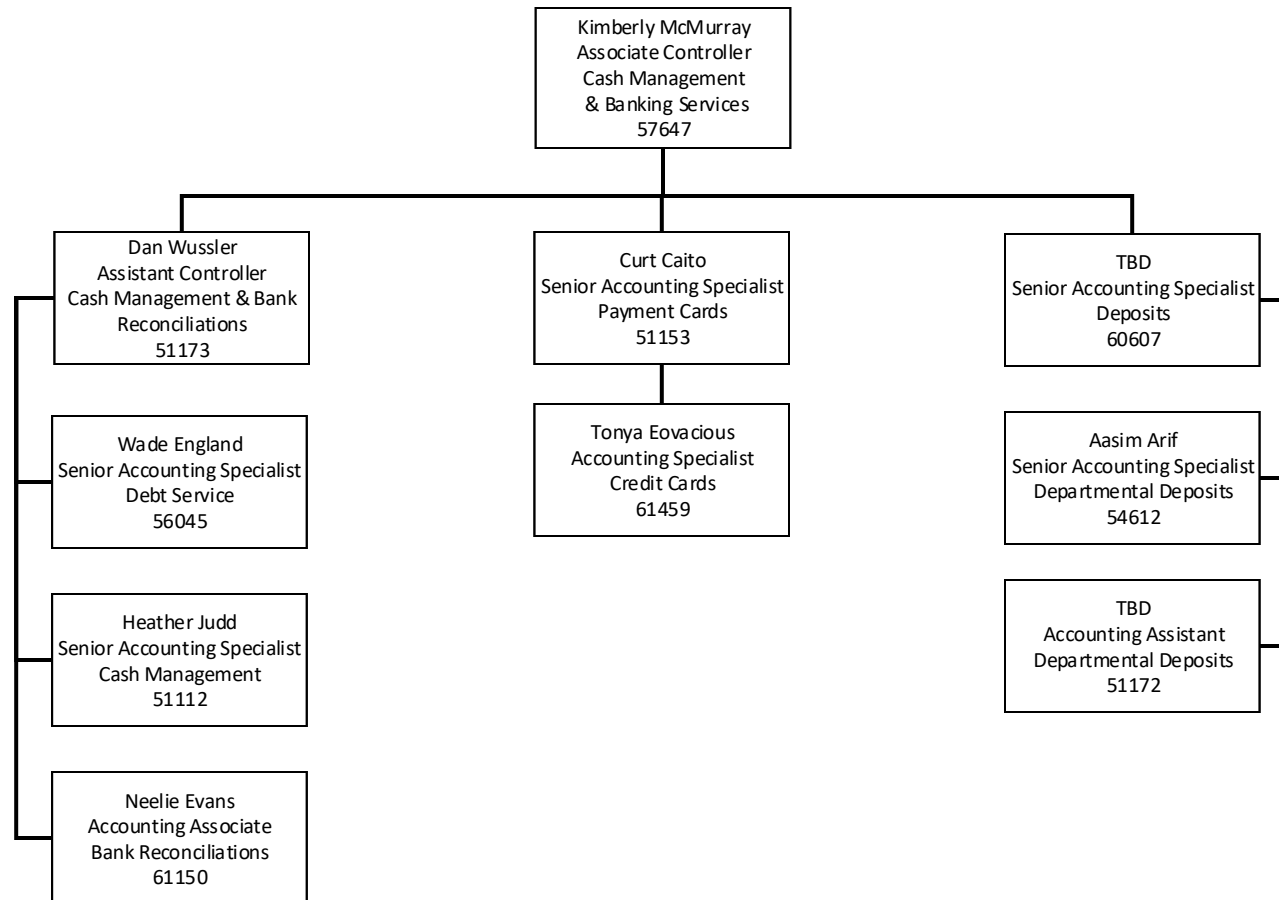 Kimberly McMurray
Associate Controller
Cash Management
& Banking Services
57647
Dan Wussler
Assistant Controller
Cash Management & Bank
Reconciliations
51173
Curt Caito
Senior Accounting Specialist
Payment Cards
51153
TBD
Senior Accounting Specialist
Deposits
60607
Wade England
Senior Accounting Specialist
Debt Service
56045
Tonya Eovacious
Accounting Specialist
Credit Cards
61459
Aasim Arif
Senior Accounting Specialist
Departmental Deposits
54612
Heather Judd
Senior Accounting Specialist
Cash Management
51112
TBD
Accounting Assistant
Departmental Deposits
51172
Neelie Evans
Accounting Associate
Bank Reconciliations
61150